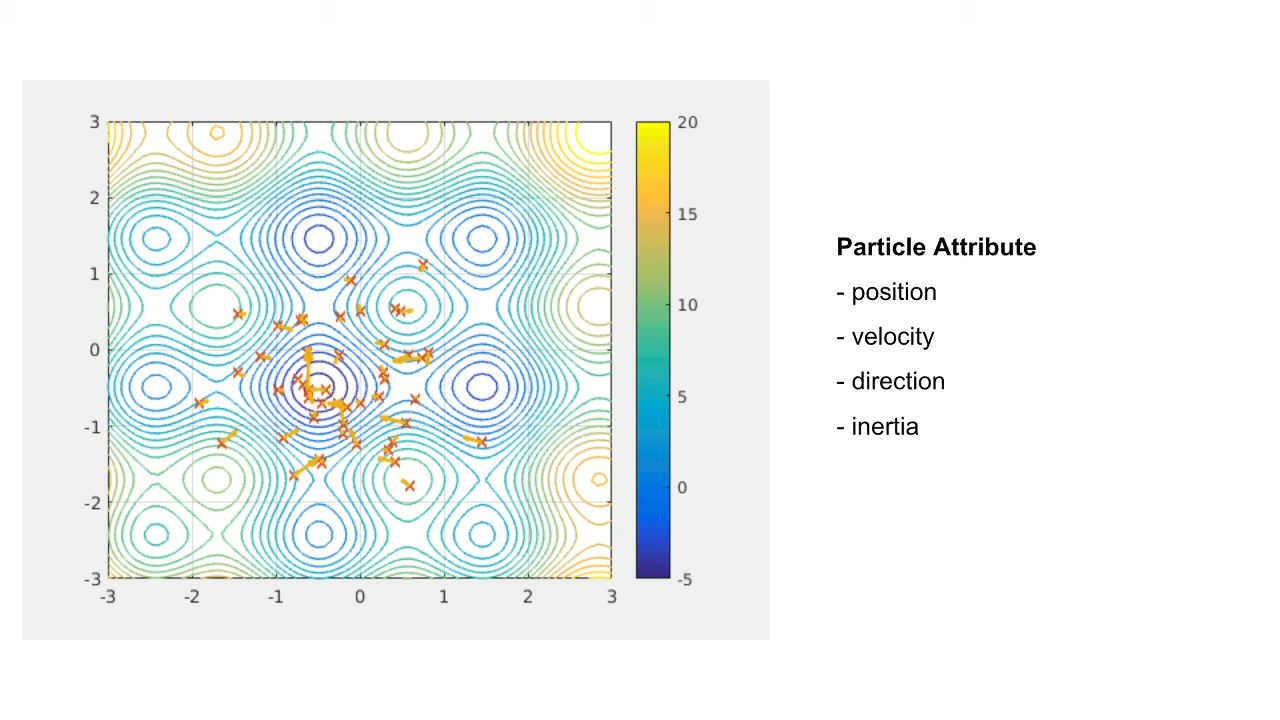 3
2
1
0
-1
-2
-3
-3 -2 -1 0 1 2 3
20
15
10
5
0
-5
Particle Attribute
- position
- velocity
- direction
- inertia